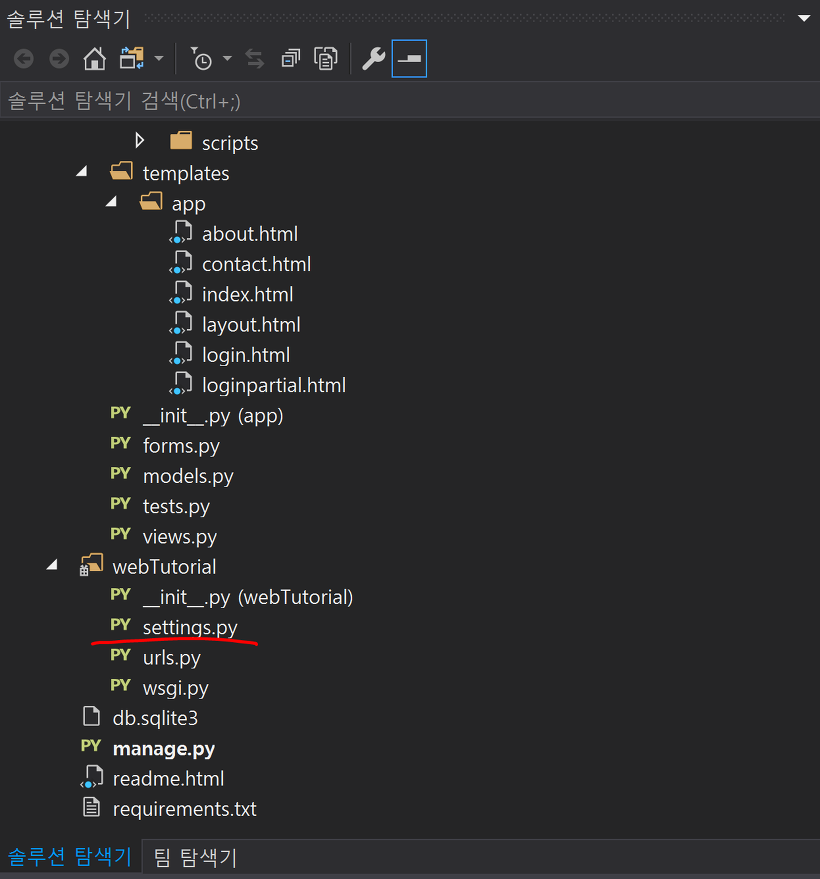 솔루션 탐색기
솔루션 탐색기 검색(Ctrl+;)
scripts
templates
app
about.html
contact.html
index.html
layout.html
login.html
loginpartial.html
PY __init__.py (app)
PY forms.py
PY models.py
PY tests.py
PY views.py
webTutorial
PY __init__.py (webTutorial)
PY settings.py
PY urls.py
PY wsgi.py
db.sqlite3
PY manage.py
readme.html
requirements.txt
솔루션 탐색기 팀 탐색기